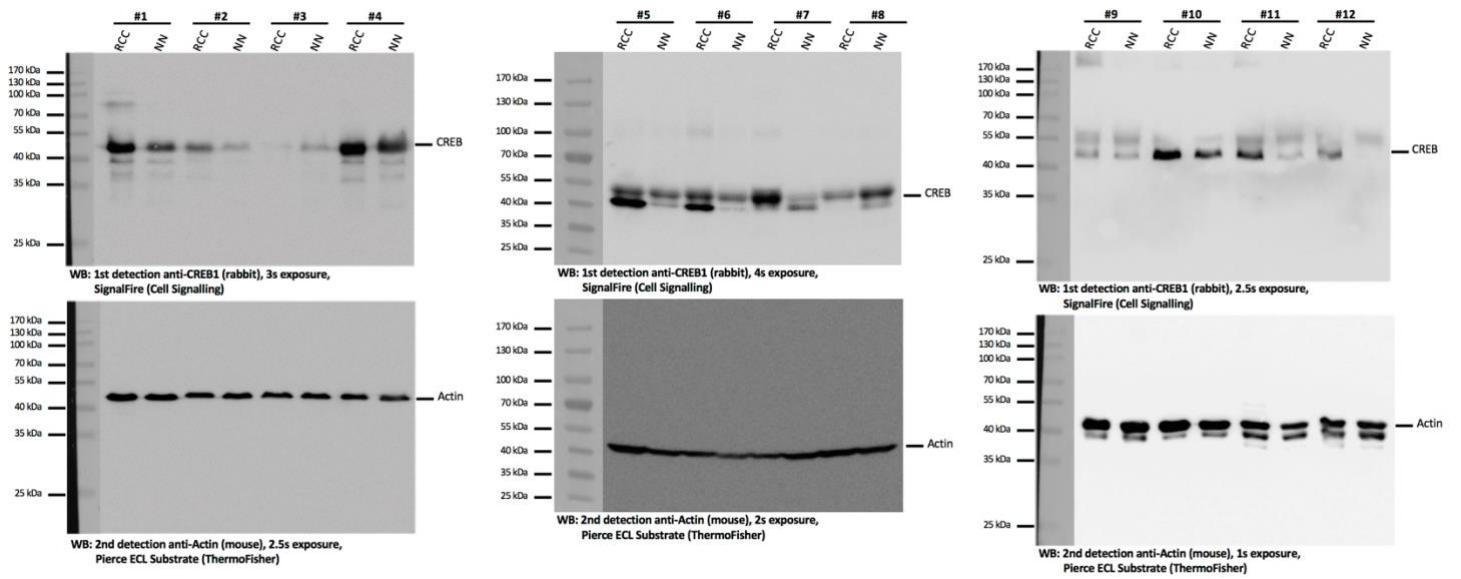 #1 #2 #3 #4
RCC NN RCC NN RCC NN RCC NN
170 kDa
130 kDa
100 kDa
70 kDa
55 kDa
40 kDa
35 kDa
25 kDa
CREB
WB: 1st detection anti-CREB1 (rabbit), 3s exposure,
SignalFire (Cell Signalling)
170 kDa
130 kDa
100 kDa
70 kDa
55 kDa
40 kDa
35 kDa
25 kDa
Actin
WB: 2nd detection anti-Actin (mouse), 2.5s exposure,
Pierce ECL Substrate (ThermoFisher)
#5 #6 #7 #8
RCC NN RCC NN RCC NN RCC NN
170 kDa
130 kDa
100 kDa
70 kDa
55 kDa
40 kDa
35 kDa
25 kDa
CREB
WB: 1st detection anti-CREB1 (rabbit), 4s exposure,
SignalFire (Cell Signalling)
170 kDa
130 kDa
100 kDa
70 kDa
55 kDa
40 kDa
35 kDa
25 kDa
Actin
WB: 2nd detection anti-Actin (mouse), 2s exposure,
Pierce ECL Substrate (ThermoFisher)
#9 #10 #11 #12
RCC NN RCC NN RCC NN RCC NN
170 kDa
130 kDa
100 kDa
70 kDa
55 kDa
40 kDa
35 kDa
25 kDa
CREB
WB: 1st detection anti-CREB1 (rabbit), 2.5s exposure,
SignalFire (Cell Signalling)
170 kDa
130 kDa
100 kDa
70 kDa
55 kDa
40 kDa
35 kDa
25 kDa
Actin
WB: 2nd detection anti-Actin (mouse), 1s exposure,
Pierce ECL Substrate (ThermoFisher)